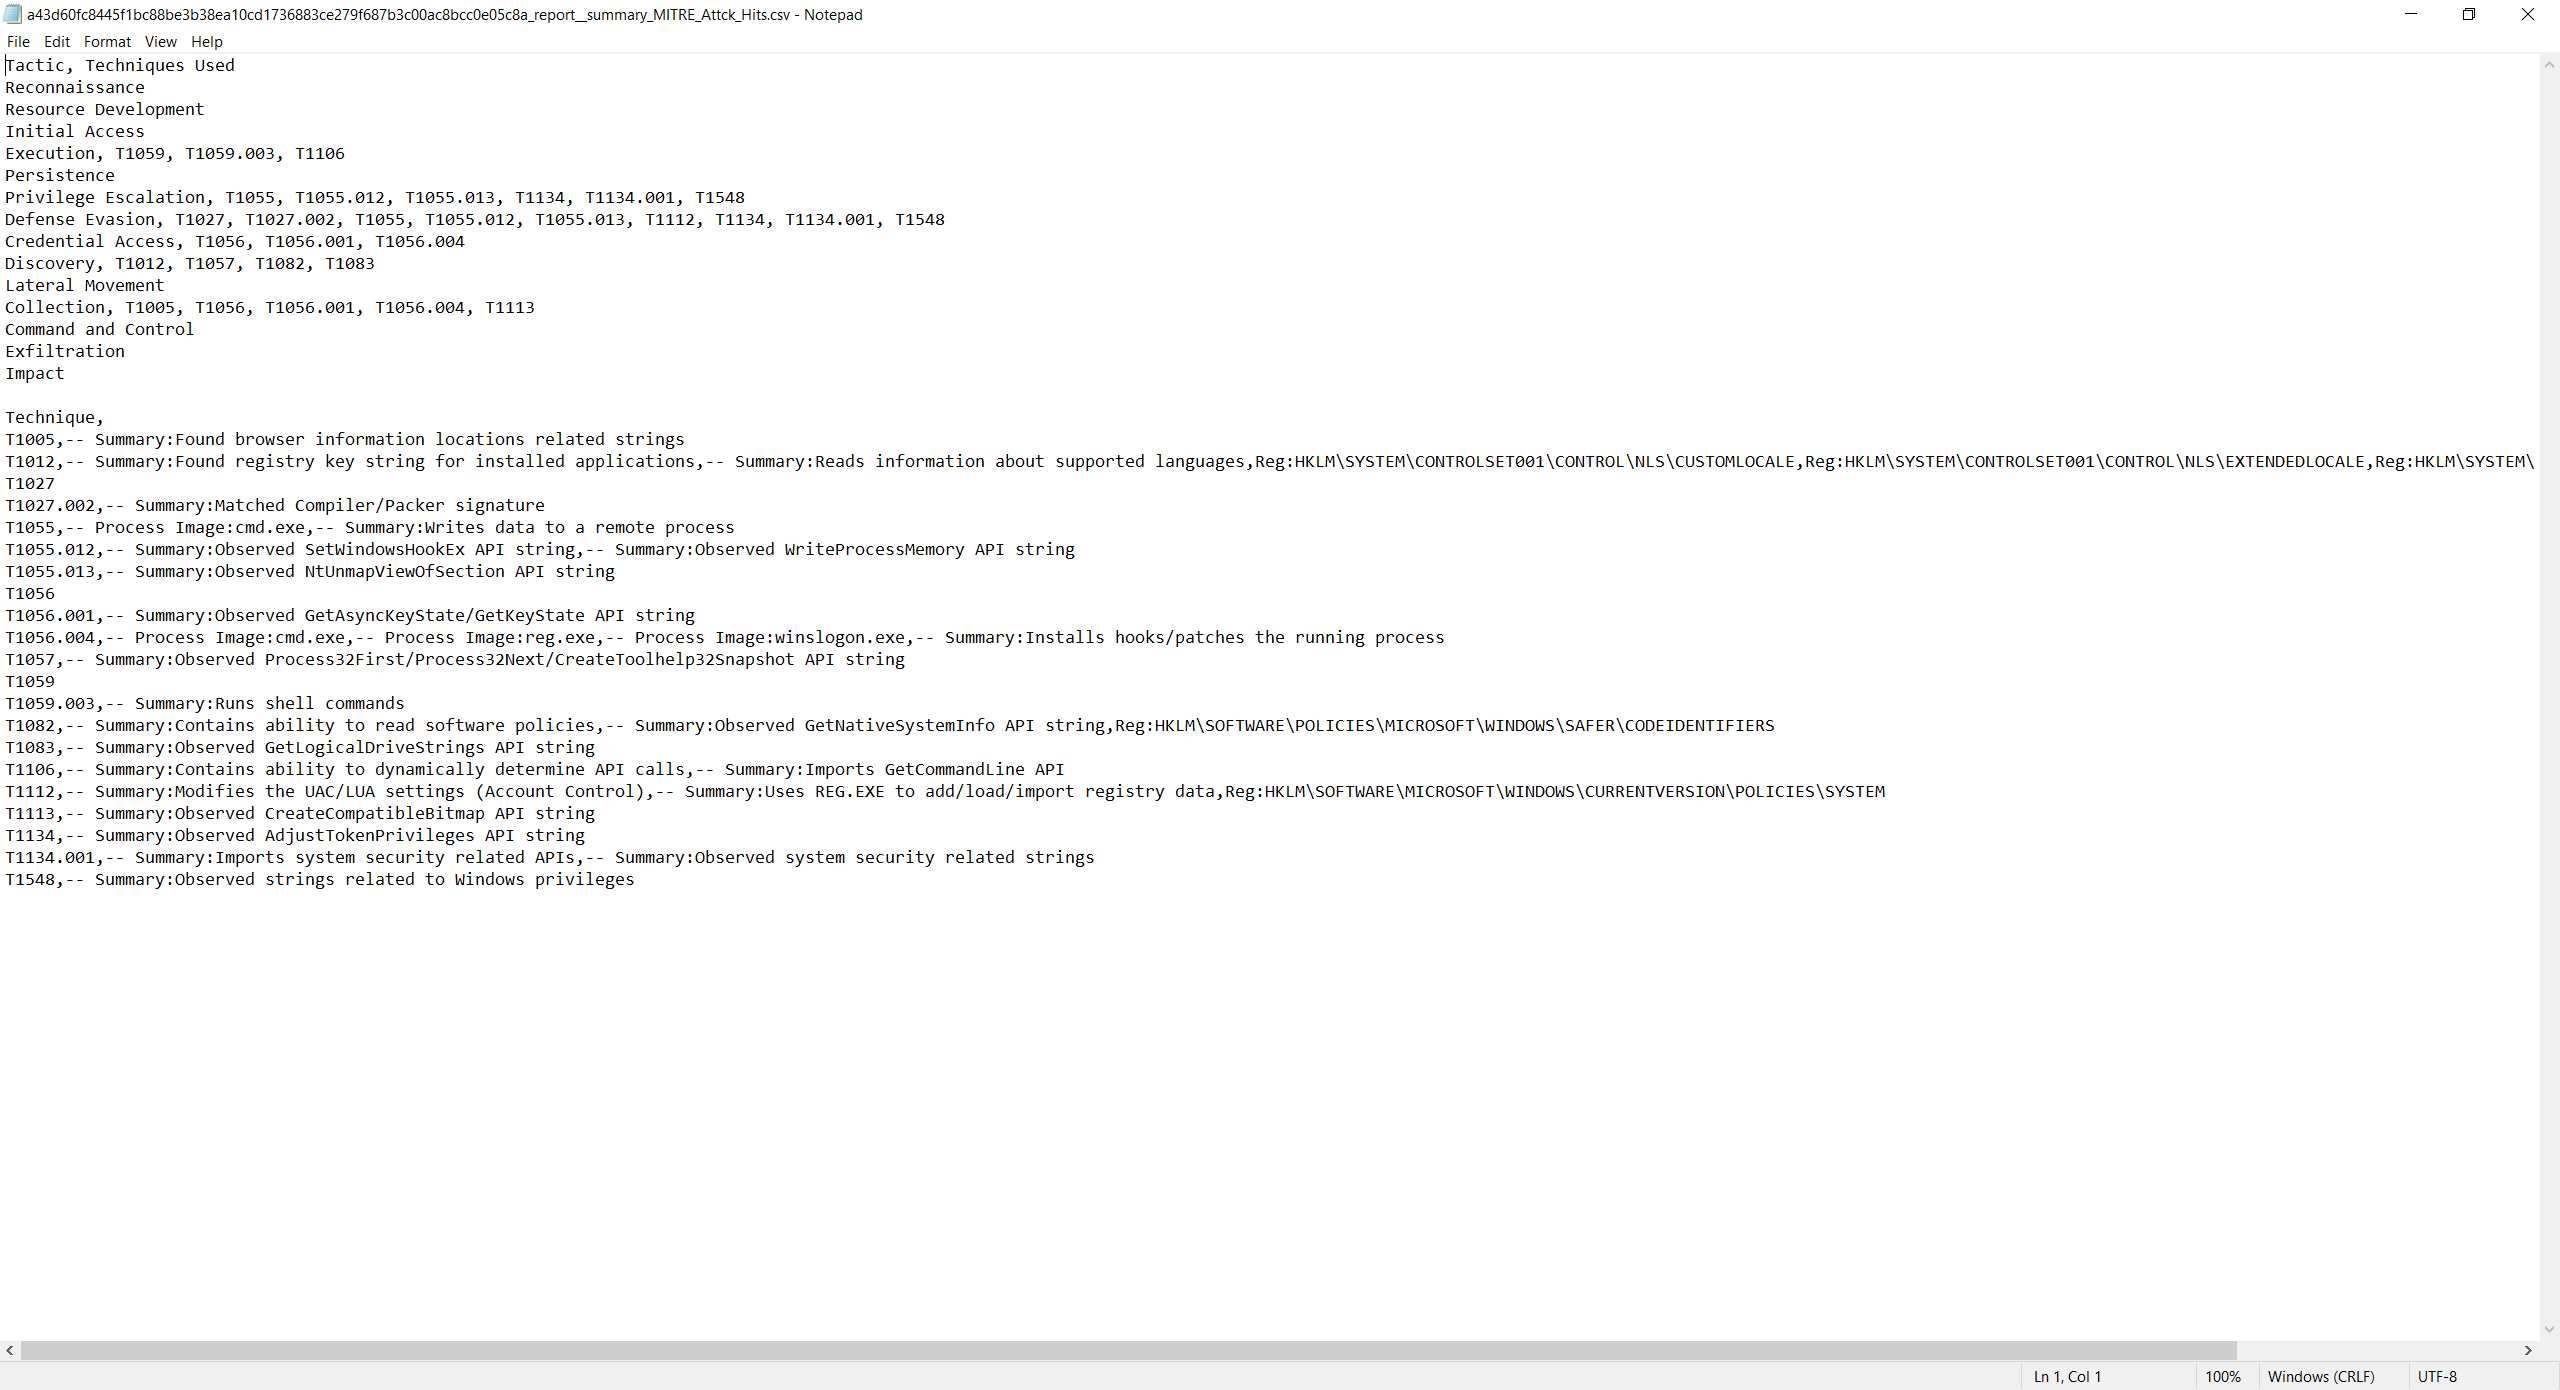 a43d60fc8445f1bc88be3b38ea10cd1736883ce279f687b3c00ac8bcc0e05c8a_report__summary_MITRE_Attck_Hits.csv - Notepad
File Edit Format View Help
Tactic, Techniques Used
Reconnaissance
Resource Development
Initial Access
Execution, T1059, T1059.003, T1106
Persistence
Privilege Escalation, T1055, T1055.012, T1055.013, T1134, T1134.001, T1548
Defense Evasion, T1027, T1027.002, T1055, T1055.012, T1055.013, T1112, T1134, T1134.001, T1548
Credential Access, T1056, T1056.001, T1056.004
Discovery, T1012, T1057, T1082, T1083
Lateral Movement
Collection, T1005, T1056, T1056.001, T1056.004, T1113
Command and Control
Exfiltration
Impact
Technique,
T1005,-- Summary:Found browser information locations related strings
T1012,-- Summary:Found registry key string for installed applications,-- Summary:Reads information about supported languages,Reg:HKLM\SYSTEM\CONTROLSET001\CONTROL\NLS\CUSTOMLOCALE,Reg:HKLM\SYSTEM\CONTROLSET001\CONTROL\NLS\EXTENDEDLOCALE,Reg:HKLM\SYSTEM\
T1027
T1027.002,-- Summary:Matched Compiler/Packer signature
T1055,-- Process Image:cmd.exe,-- Summary:Writes data to a remote process
T1055.012,-- Summary:Observed SetWindowsHookEx API string,-- Summary:Observed WriteProcessMemory API string
T1055.013,-- Summary:Observed NtUnmapViewOfSection API string
T1056
T1056.001,-- Summary:Observed GetAsyncKeyState/GetKeyState API string
T1056.004,-- Process Image:cmd.exe,-- Process Image:reg.exe,-- Process Image:winslogon.exe,-- Summary:Installs hooks/patches the running process
T1057,-- Summary:Observed Process32First/Process32Next/CreateToolhelp32Snapshot API string
T1059
T1059.003,-- Summary:Runs shell commands
T1082,-- Summary:Contains ability to read software policies,-- Summary:Observed GetNativeSystemInfo API string,Reg:HKLM\SOFTWARE\POLICIES\MICROSOFT\WINDOWS\SAFER\CODEIDENTIFIERS
T1083,-- Summary:Observed GetLogicalDriveStrings API string
T1106,-- Summary:Contains ability to dynamically determine API calls,-- Summary:Imports GetCommandLine API
T1112,-- Summary:Modifies the UAC/LUA settings (Account Control),-- Summary:Uses REG.EXE to add/load/import registry data,Reg:HKLM\SOFTWARE\MICROSOFT\WINDOWS\CURRENTVERSION\POLICIES\SYSTEM
T1113,-- Summary:Observed CreateCompatibleBitmap API string
T1134,-- Summary:Observed AdjustTokenPrivileges API string
T1134.001,-- Summary:Imports system security related APIs,-- Summary:Observed system security related strings
T1548,-- Summary:Observed strings related to Windows privileges
Ln 1, Col 1 100% Windows (CRLF) UTF-8